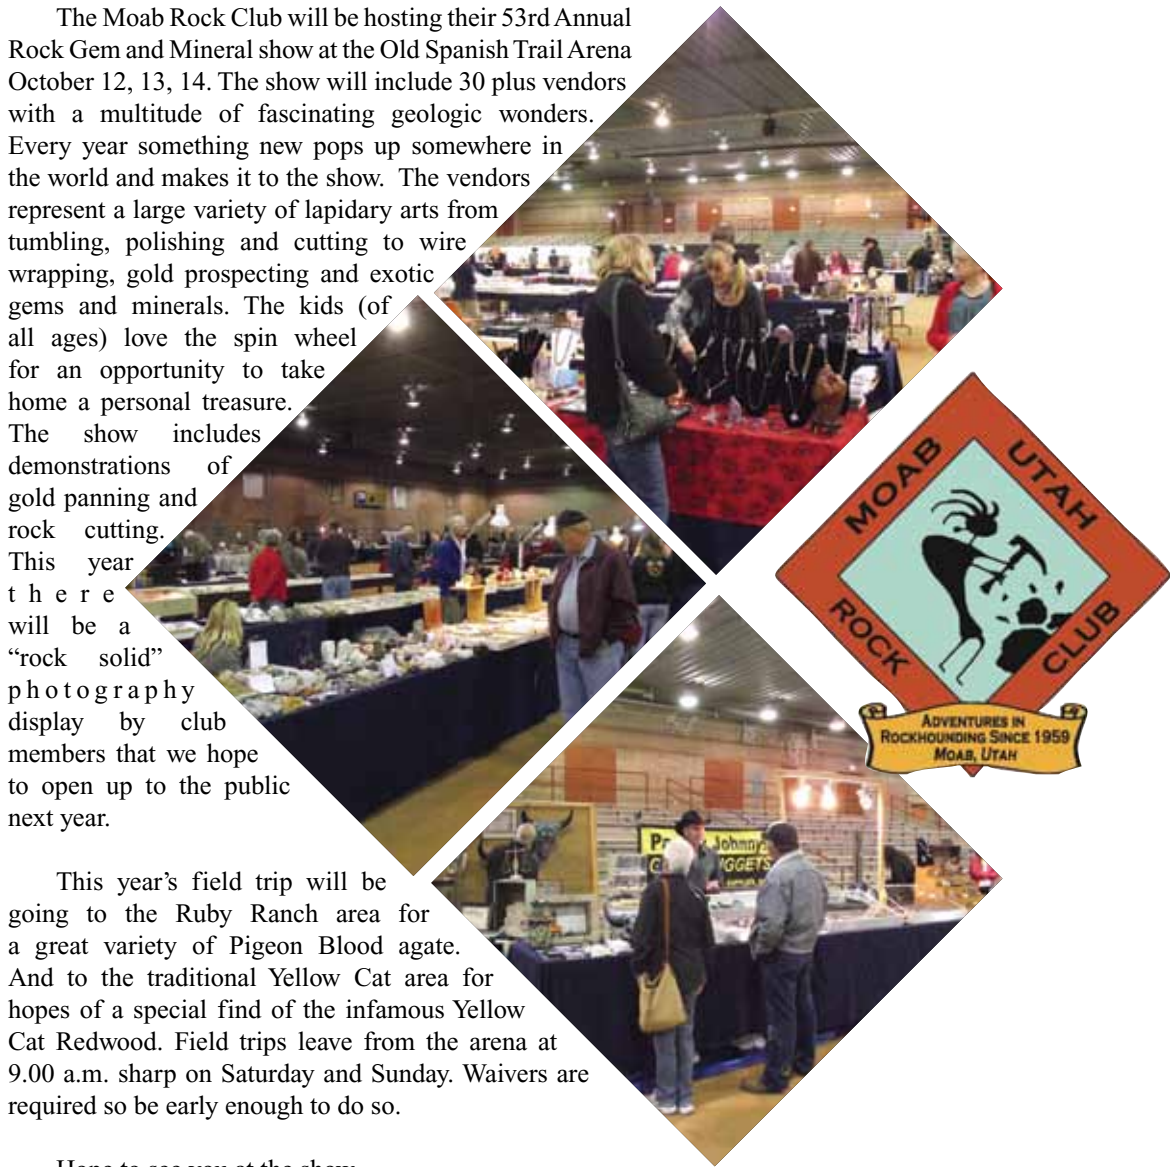 The Moab Rock Club will be hosting their 53rd Annual
Rock Gem and Mineral show at the Old Spanish Trail Arena
October 12, 13, 14. The show will include 30 plus vendors
with a multitude of fascinating geologic wonders.
Every year something new pops up somewhere in
the world and makes it to the show. The vendors
represent a large variety of lapidary arts from
tumbling, polishing and cutting to wire
wrapping, gold prospecting and exotic
gems and minerals. The kids (of
all ages) love the spin wheel
for an opportunity to take
home a personal treasure.
The show includes
demonstrations of
gold panning and
rock cutting.
This year
there
will be a
“rock solid”
photography
display by club
members that we hope
to open up to the public
next year.
This year’s field trip will be
going to the Ruby Ranch area for
a great variety of Pigeon Blood agate.
And to the traditional Yellow Cat area for
hopes of a special find of the infamous Yellow
Cat Redwood. Field trips leave from the arena at
9.00 a.m. sharp on Saturday and Sunday. Waivers are
required so be early enough to do so.
Hope to see you at the show
MOAB UTAH
ROCK CLUB
ADVENTURES IN
ROCKHOUNDING SINCE 1959
MOAB, UTAH
Johnny